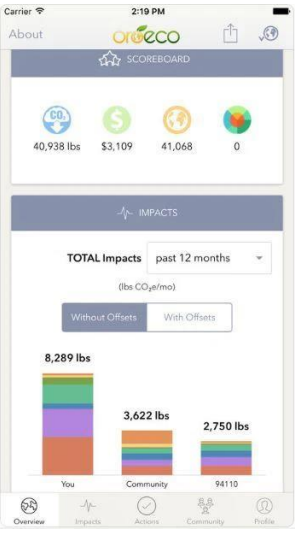 Carrier 2:19 PM
About oroeco
SCOREBOARD
CO₂
$
40,938 lbs $3,109 41,068 0
IMPACTS
TOTAL Impacts past 12 months
(lbs CO₂e/mo)
Without Offsets With Offsets
8,289 lbs
3,622 lbs
2,750 lbs
You Community 94110
Overview Impacts Actions Community Profile